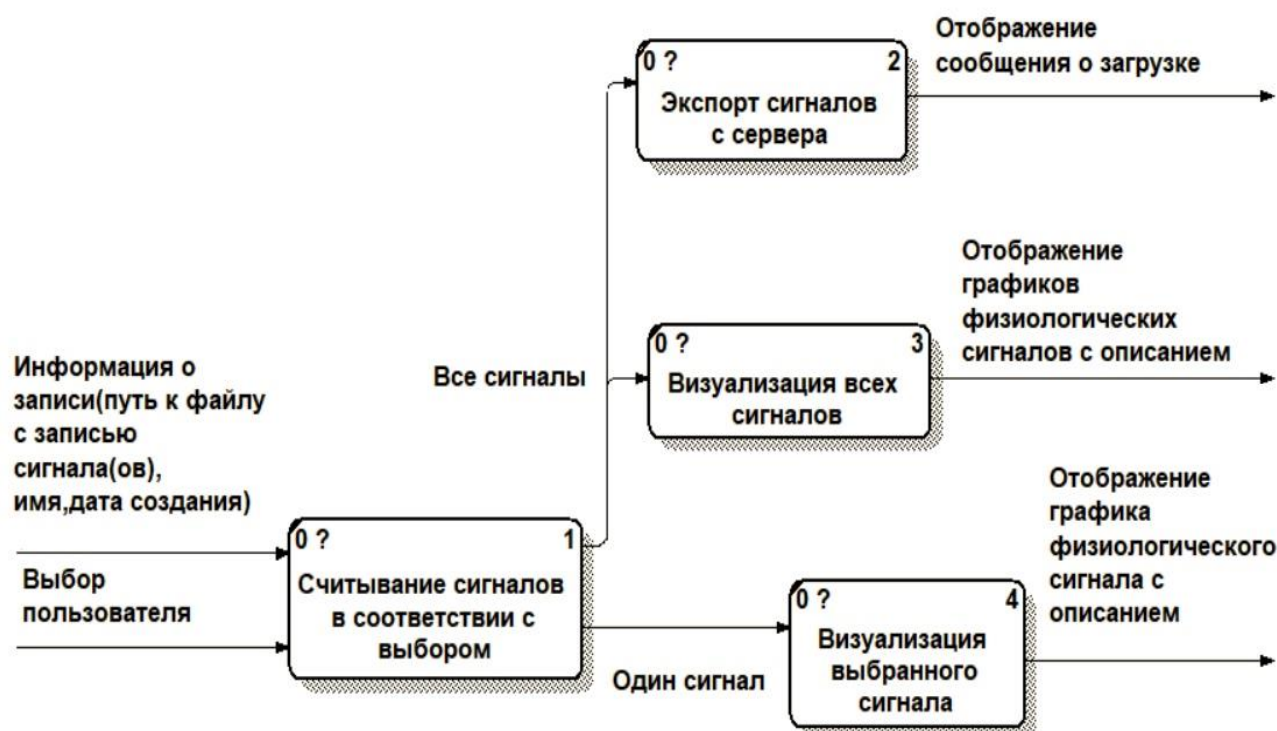 Отображение
сообщения о загрузке
0 ? 2
Экспорт сигналов
с сервера
Отображение
графиков
физиологических
сигналов с описанием
0 ? 3
Визуализация всех
сигналов
Все сигналы
Информация о
записи(путь к файлу
с записью
сигнала(ов),
имя,дата создания)
Выбор
пользователя
0 ? 1
Считывание сигналов
в соответствии с
выбором
Один сигнал
0 ? 4
Визуализация
выбранного
сигнала
Отображение
графика
физиологического
сигнала с
описанием